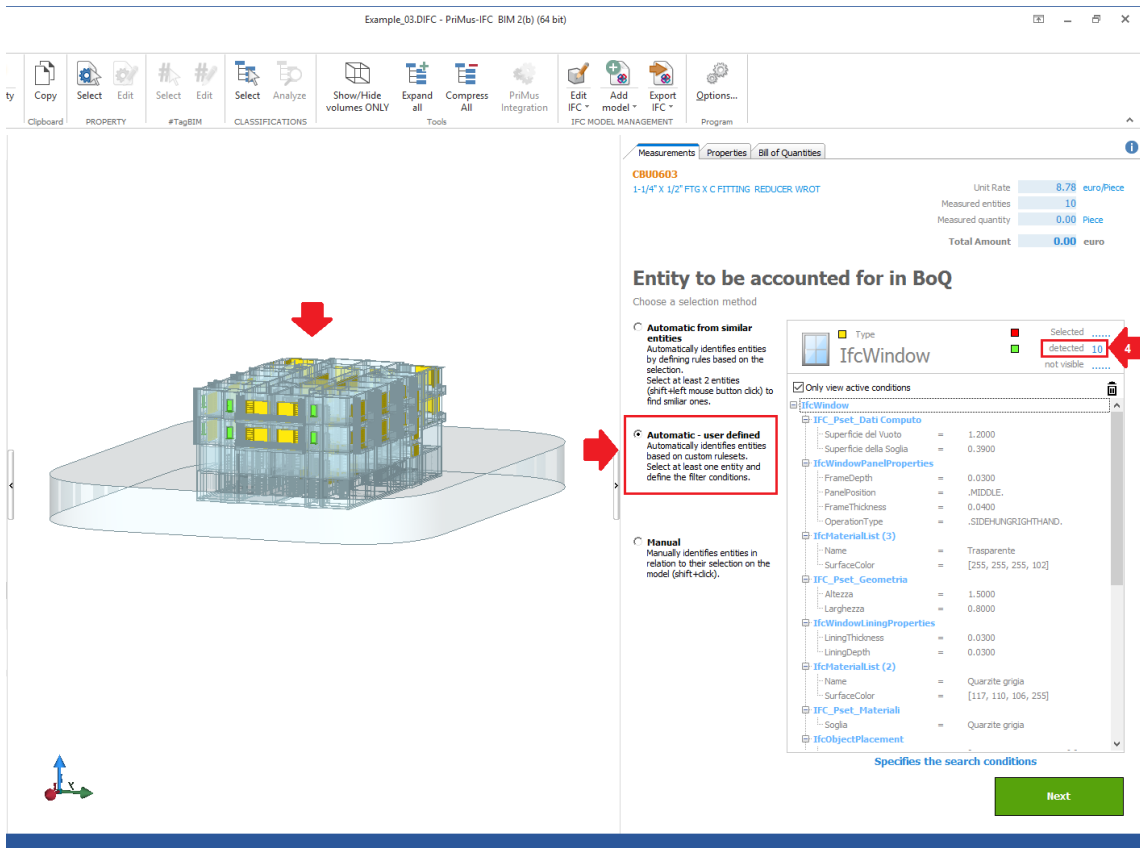 Example_03.DIFC - PriMus-IFC BIM 2(b) (64 bit)
ty
Copy
Select
Edit
Select
Edit
Select
Analyze
Show/Hide
volumes ONLY
Expand
all
Compress
All
PriMus
Integration
Edit
IFC
Add
model
Export
IFC
Options...
Clipboard
PROPERTY
#TagBIM
CLASSIFICATIONS
Tools
IFC MODEL MANAGEMENT
Program
Measurements
Properties
Bill of Quantities
CBU0603
1-1/4" X 1/2" FTG X C FITTING REDUCER WROT
Unit Rate 8.78 euro/Piece
Measured entities 10
Measured quantity 0.00 Piece
Total Amount 0.00 euro
Entity to be accounted for in BoQ
Choose a selection method
Automatic from similar
entities
Automatically identifies entities
by defining rules based on the
selection.
Select at least 2 entities
(shift+left mouse button click) to
find smiliar ones.
Automatic - user defined
Automatically identifies entities
based on custom rulesets.
Select at least one entity and
define the filter conditions.
Manual
Manually identifies entities in
relation to their selection on the
model (shift+click).
Type
IfcWindow
Selected ......
detected 10
4
not visible ......
Only view active conditions
IfcWindow
IFC_Pset_Dati Computo
Superficie del Vuoto = 1.2000
Superficie della Soglia = 0.3900
IfcWindowPanelProperties
FrameDepth = 0.0300
PanelPosition = .MIDDLE.
FrameThickness = 0.0400
OperationType = .SIDEHUNGRIGHTHAND.
IfcMaterialList (3)
Name = Trasparente
SurfaceColor = [255, 255, 255, 102]
IFC_Pset_Geometria
Altezza = 1.5000
Larghezza = 0.8000
IfcWindowLiningProperties
LiningThickness = 0.0300
LiningDepth = 0.0300
IfcMaterialList (2)
Name = Quarzite grigia
SurfaceColor = [117, 110, 106, 255]
IFC_Pset_Materiali
Soglia = Quarzite grigia
IfcObjectPlacement
Specifies the search conditions
Next
Y